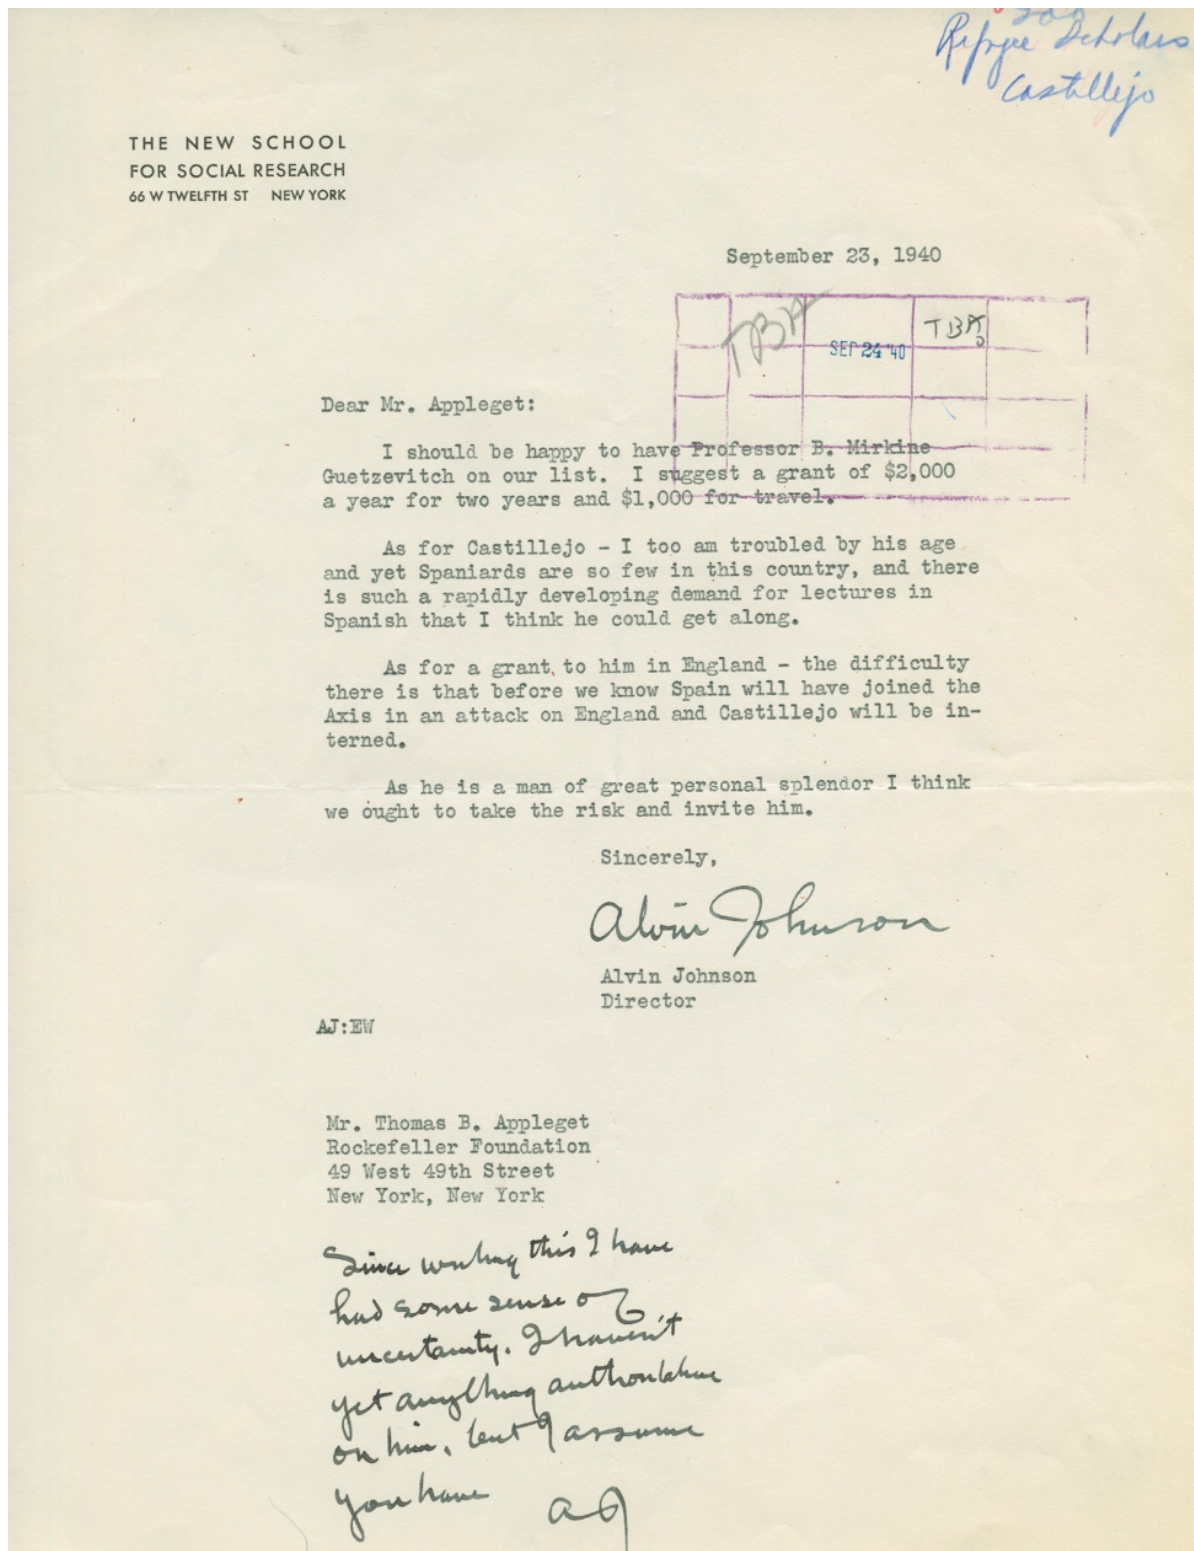 200
Refugee Scholars
Castillejo
THE NEW SCHOOL
FOR SOCIAL RESEARCH
66 W TWELFTH ST NEW YORK
September 23, 1940
TBA
SEP 24 '40
TBA
Dear Mr. Appleget:
I should be happy to have Professor B. Mirkine
Guetzevitch on our list. I suggest a grant of $2,000
a year for two years and $1,000 for travel.
As for Castillejo - I too am troubled by his age
and yet Spaniards are so few in this country, and there
is such a rapidly developing demand for lectures in
Spanish that I think he could get along.
As for a grant to him in England - the difficulty
there is that before we know Spain will have joined the
Axis in an attack on England and Castillejo will be in-
terned.
As he is a man of great personal splendor I think
we ought to take the risk and invite him.
Sincerely,
Alvin Johnson
Alvin Johnson
Director
AJ:EW
Mr. Thomas B. Appleget
Rockefeller Foundation
49 West 49th Street
New York, New York
Since writing this I have
had some sense of
uncertainty. I haven't
yet anything authoritative
on him, but I assume
you have
AJ